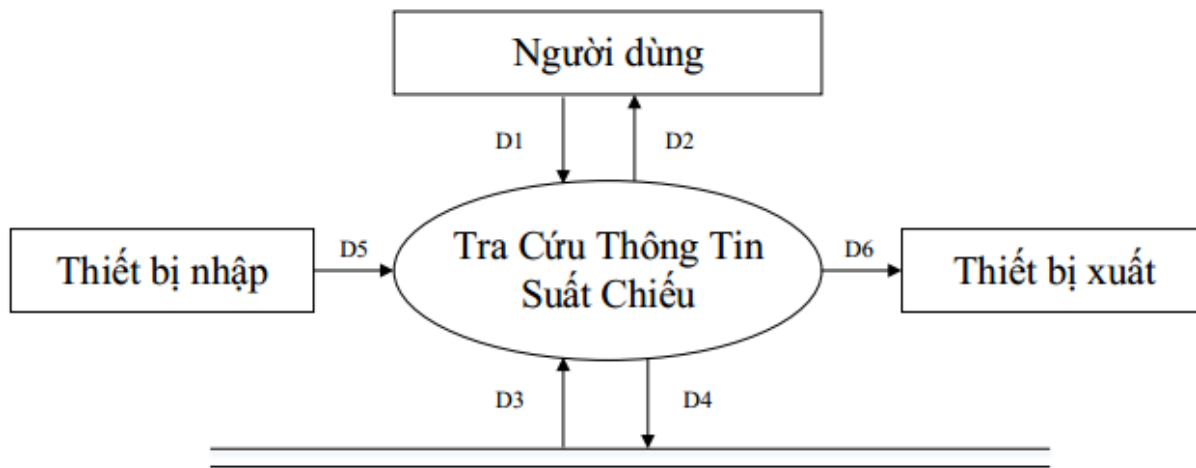 Người dùng
D1
D2
Thiết bị nhập
D5
Tra Cứu Thông Tin
Suất Chiếu
D6
Thiết bị xuất
D3
D4